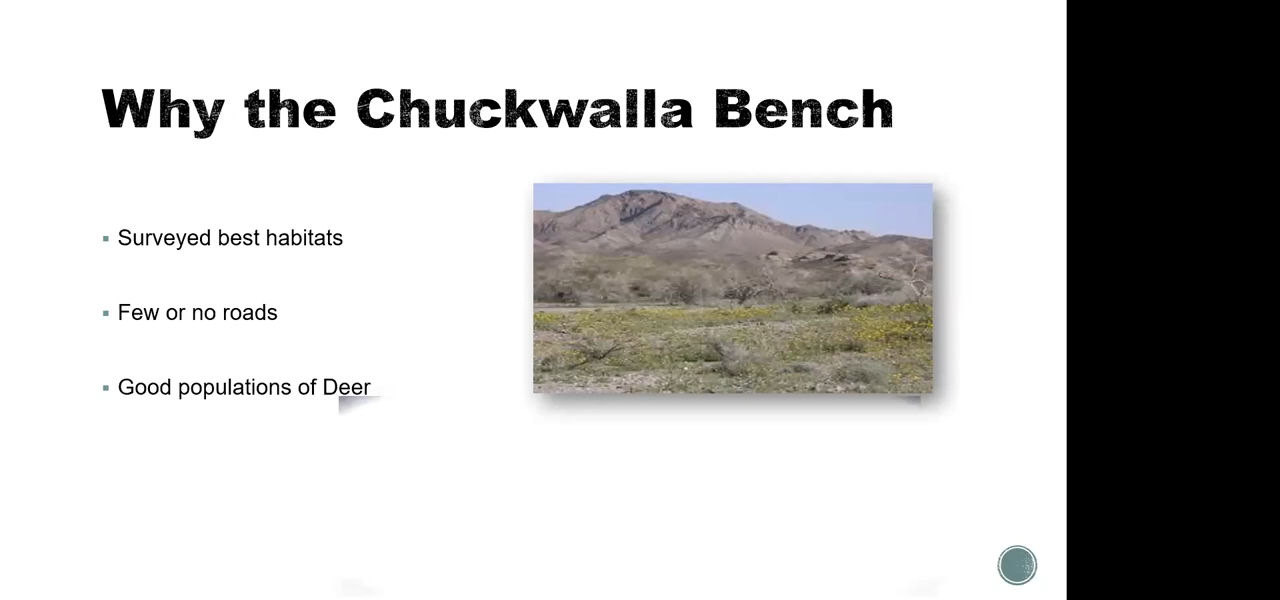 Why the Chuckwalla Bench
Surveyed best habitats
Few or no roads
Good populations of Deer